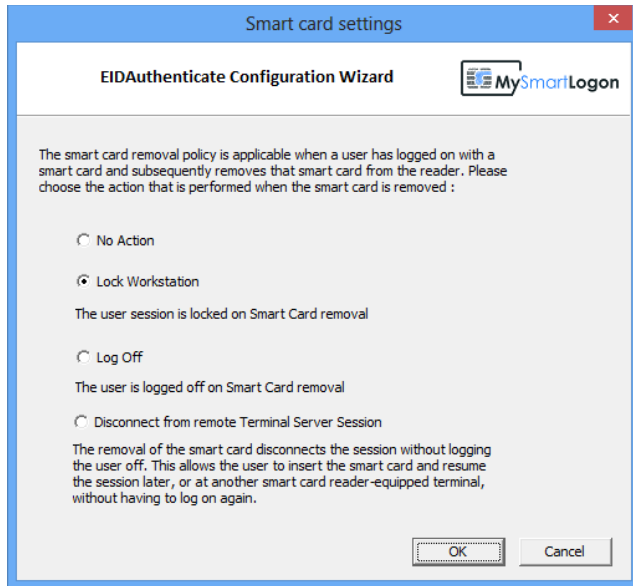 Smart card settings
EIDAuthenticate Configuration Wizard
MySmartLogon
The smart card removal policy is applicable when a user has logged on with a
smart card and subsequently removes that smart card from the reader. Please
choose the action that is performed when the smart card is removed :
No Action
Lock Workstation
The user session is locked on Smart Card removal
Log Off
The user is logged off on Smart Card removal
Disconnect from remote Terminal Server Session
The removal of the smart card disconnects the session without logging
the user off. This allows the user to insert the smart card and resume
the session later, or at another smart card reader-equipped terminal,
without having to log on again.
OK
Cancel